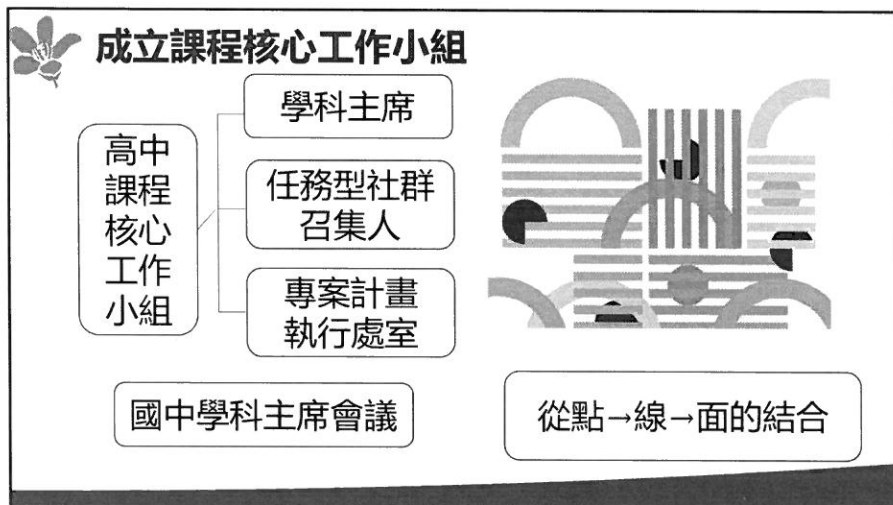 成立課程核心工作小組
高中
課程
核心
工作
小組
學科主席
任務型社群
召集人
專案計畫
執行處室
國中學科主席會議
從點→線→面的結合